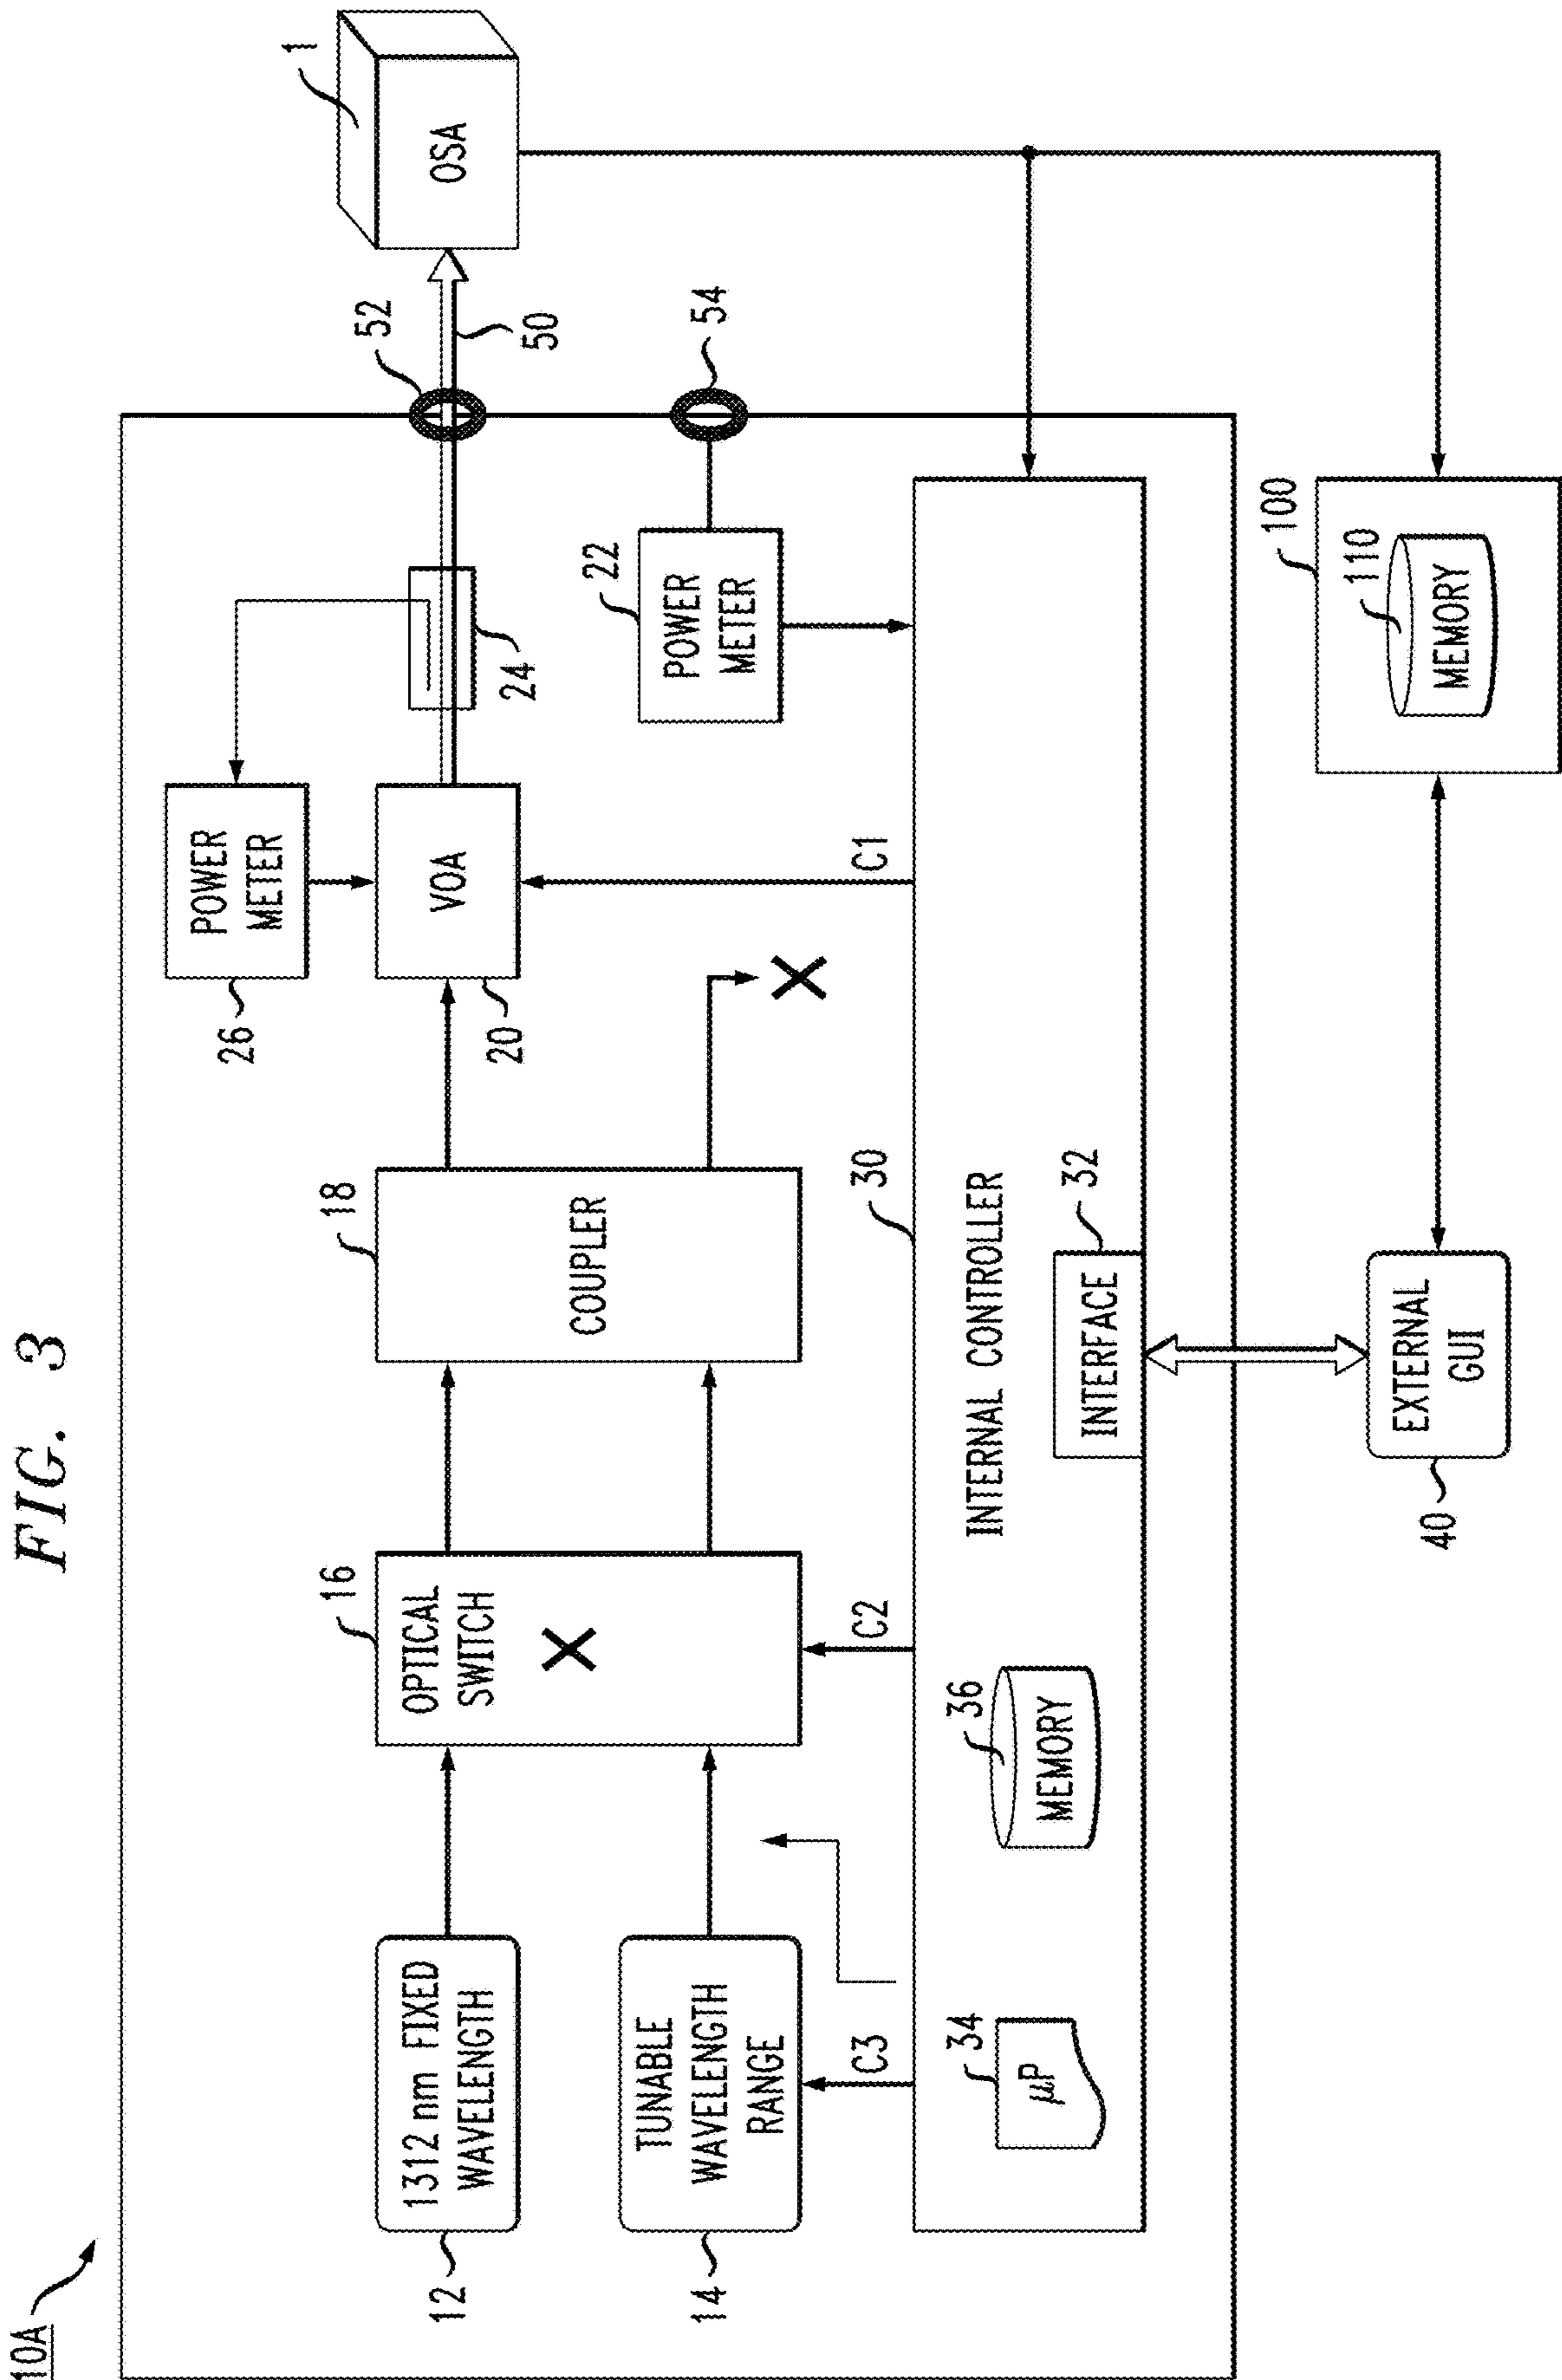 FIG. 3
10A
12
1312 nm FIXED
WAVELENGTH
14
TUNABLE
WAVELENGTH
RANGE
16
OPTICAL
SWITCH
X
18
COUPLER
X
26
POWER
METER
20
VOA
24
52
50
1
OSA
22
POWER
METER
54
C3
C2
C1
30
INTERNAL CONTROLLER
34
μP
36
MEMORY
32
INTERFACE
40
EXTERNAL
GUI
100
110
MEMORY